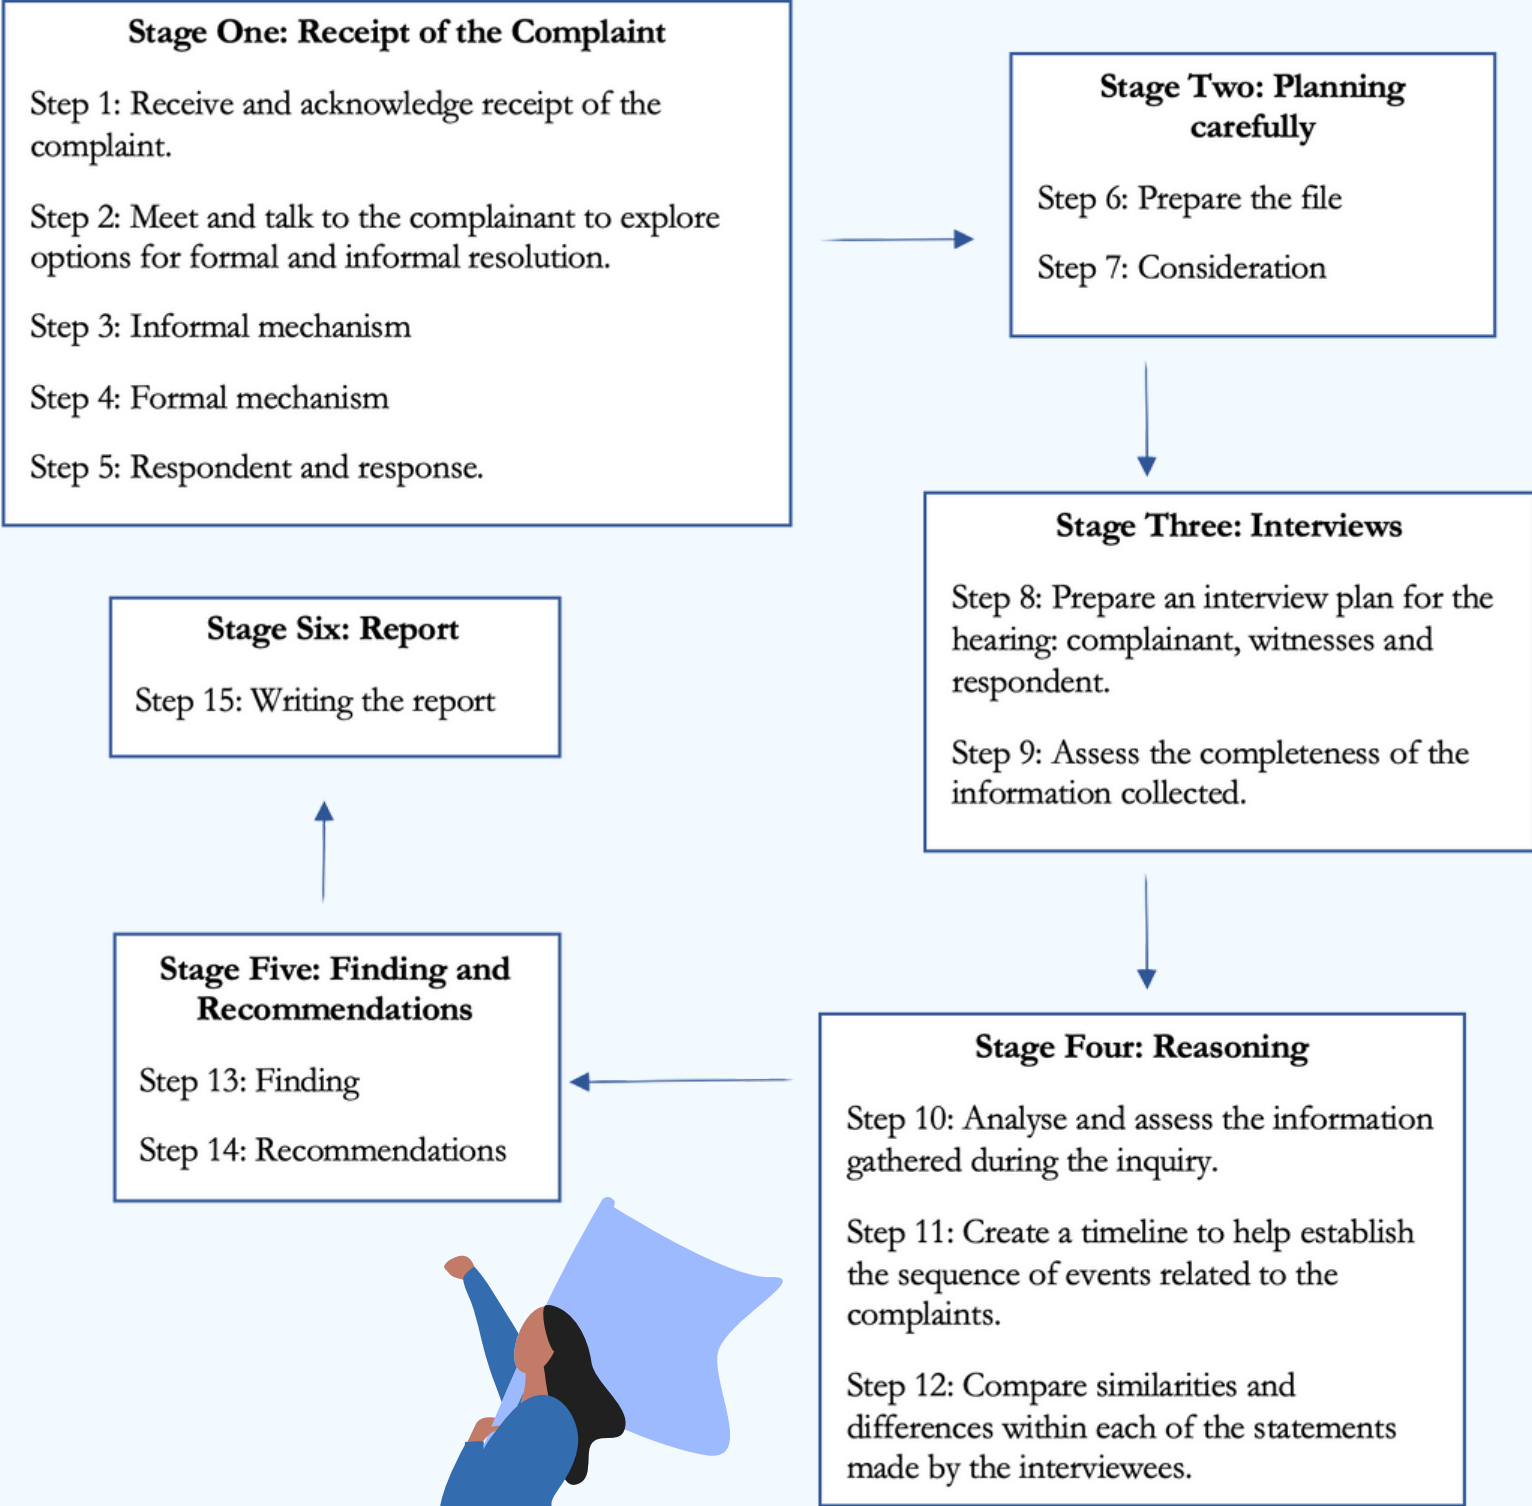 Stage One: Receipt of the Complaint
Step 1: Receive and acknowledge receipt of the
complaint.
Step 2: Meet and talk to the complainant to explore
options for formal and informal resolution.
Step 3: Informal mechanism
Step 4: Formal mechanism
Step 5: Respondent and response.
Stage Two: Planning
carefully
Step 6: Prepare the file
Step 7: Consideration
Stage Three: Interviews
Step 8: Prepare an interview plan for the
hearing: complainant, witnesses and
respondent.
Step 9: Assess the completeness of the
information collected.
Stage Four: Reasoning
Step 10: Analyse and assess the information
gathered during the inquiry.
Step 11: Create a timeline to help establish
the sequence of events related to the
complaints.
Step 12: Compare similarities and
differences within each of the statements
made by the interviewees.
Stage Five: Finding and
Recommendations
Step 13: Finding
Step 14: Recommendations
Stage Six: Report
Step 15: Writing the report